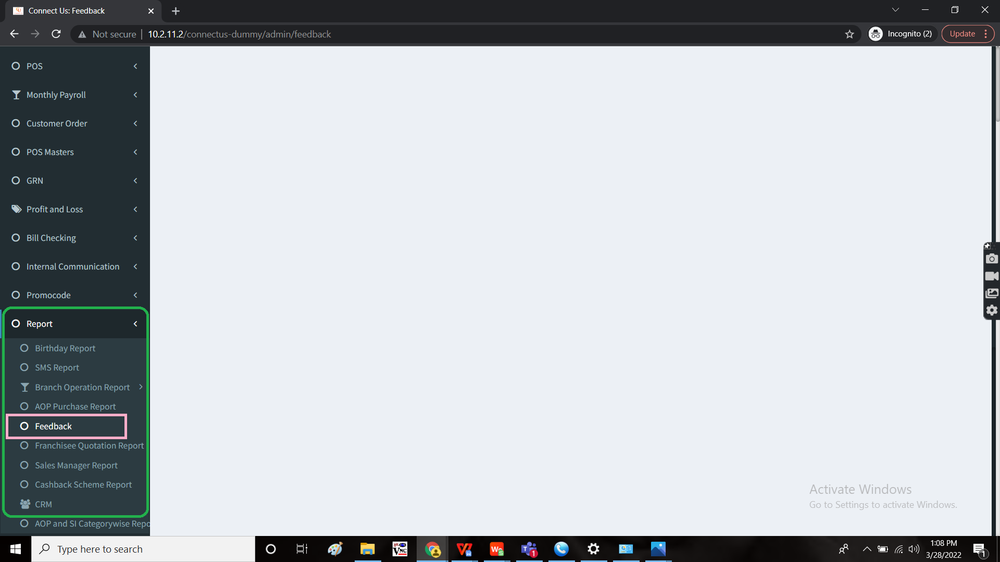 Connect Us: Feedback
Not secure
10.2.11.2/connectus-dummy/admin/feedback
Incognito (2)
Update
POS
Monthly Payroll
Customer Order
POS Masters
GRN
Profit and Loss
Bill Checking
Internal Communication
Promocode
Report
Birthday Report
SMS Report
Branch Operation Report
AOP Purchase Report
Feedback
Franchisee Quotation Report
Sales Manager Report
Cashback Scheme Report
CRM
AOP and SI Categorywise Repo
Activate Windows
Go to Settings to activate Windows.
Type here to search
1:08 PM
3/28/2022
1
1